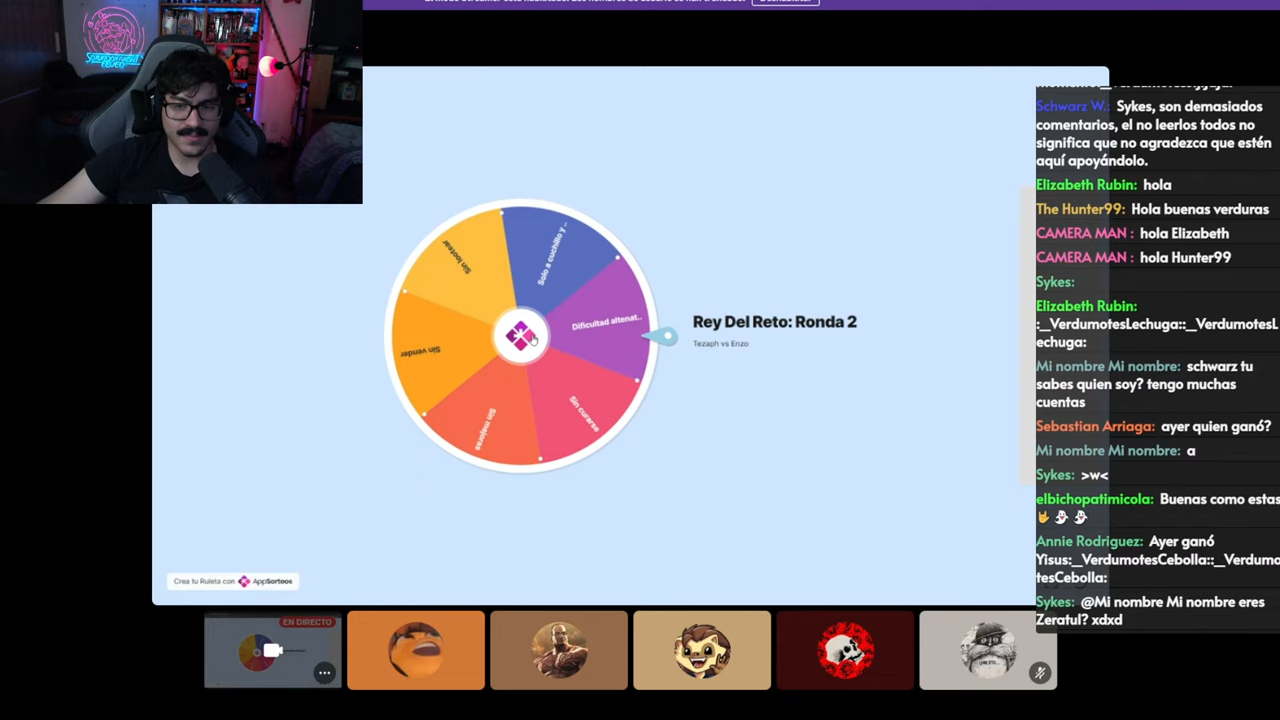 Schwarz W.: Sykes, son demasiados
comentarios, el no leerlos todos no
significa que no agradezca que estén
aquí apoyándolo.
Elizabeth Rubin: hola
The Hunter99: Hola buenas verduras
CAMERA MAN : hola Elizabeth
CAMERA MAN : hola Hunter99
Sykes:
Elizabeth Rubin:
:_VerdumotesLechuga::_VerdumotesL
echuga:
Mi nombre Mi nombre: schwarz tu
sabes quien soy? tengo muchas
cuentas
Sebastian Arriaga: ayer quien ganó?
Mi nombre Mi nombre: a
Sykes: >w<
elbichopatimicola: Buenas como estas
🤘 👻 👻
Annie Rodriguez: Ayer ganó
Yisus:_VerdumotesCebolla::_Verdumo
tesCebolla:
Sykes: @Mi nombre Mi nombre eres
Zeratul? xdxd
Solo a cuchillo y ..
Dificultad altenat..
Sin curarse
Sin mejoras
Sin vender
Sin lootear
Rey Del Reto: Ronda 2
Tezaph vs Enzo
Crea tu Ruleta con AppSorteos
EN DIRECTO